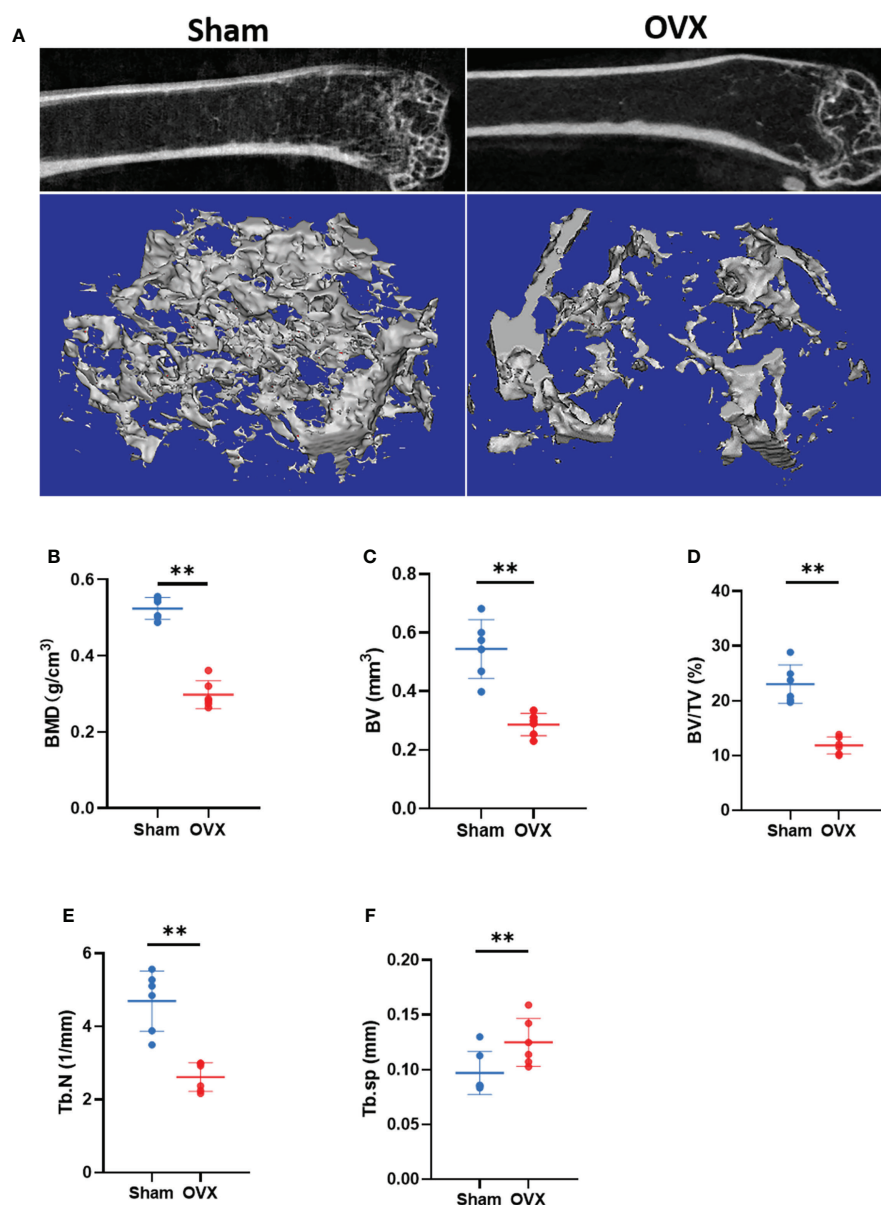 A
Sham
OVX
B
**
BMD (g/cm³)
0.6
0.4
0.2
0.0
Sham OVX
C
**
BV (mm³)
0.8
0.6
0.4
0.2
0.0
Sham OVX
D
**
BV/TV (%)
40
30
20
10
0
Sham OVX
E
**
Tb.N (1/mm)
6
4
2
0
Sham OVX
F
**
Tb.sp (mm)
0.20
0.15
0.10
0.05
0.00
Sham OVX